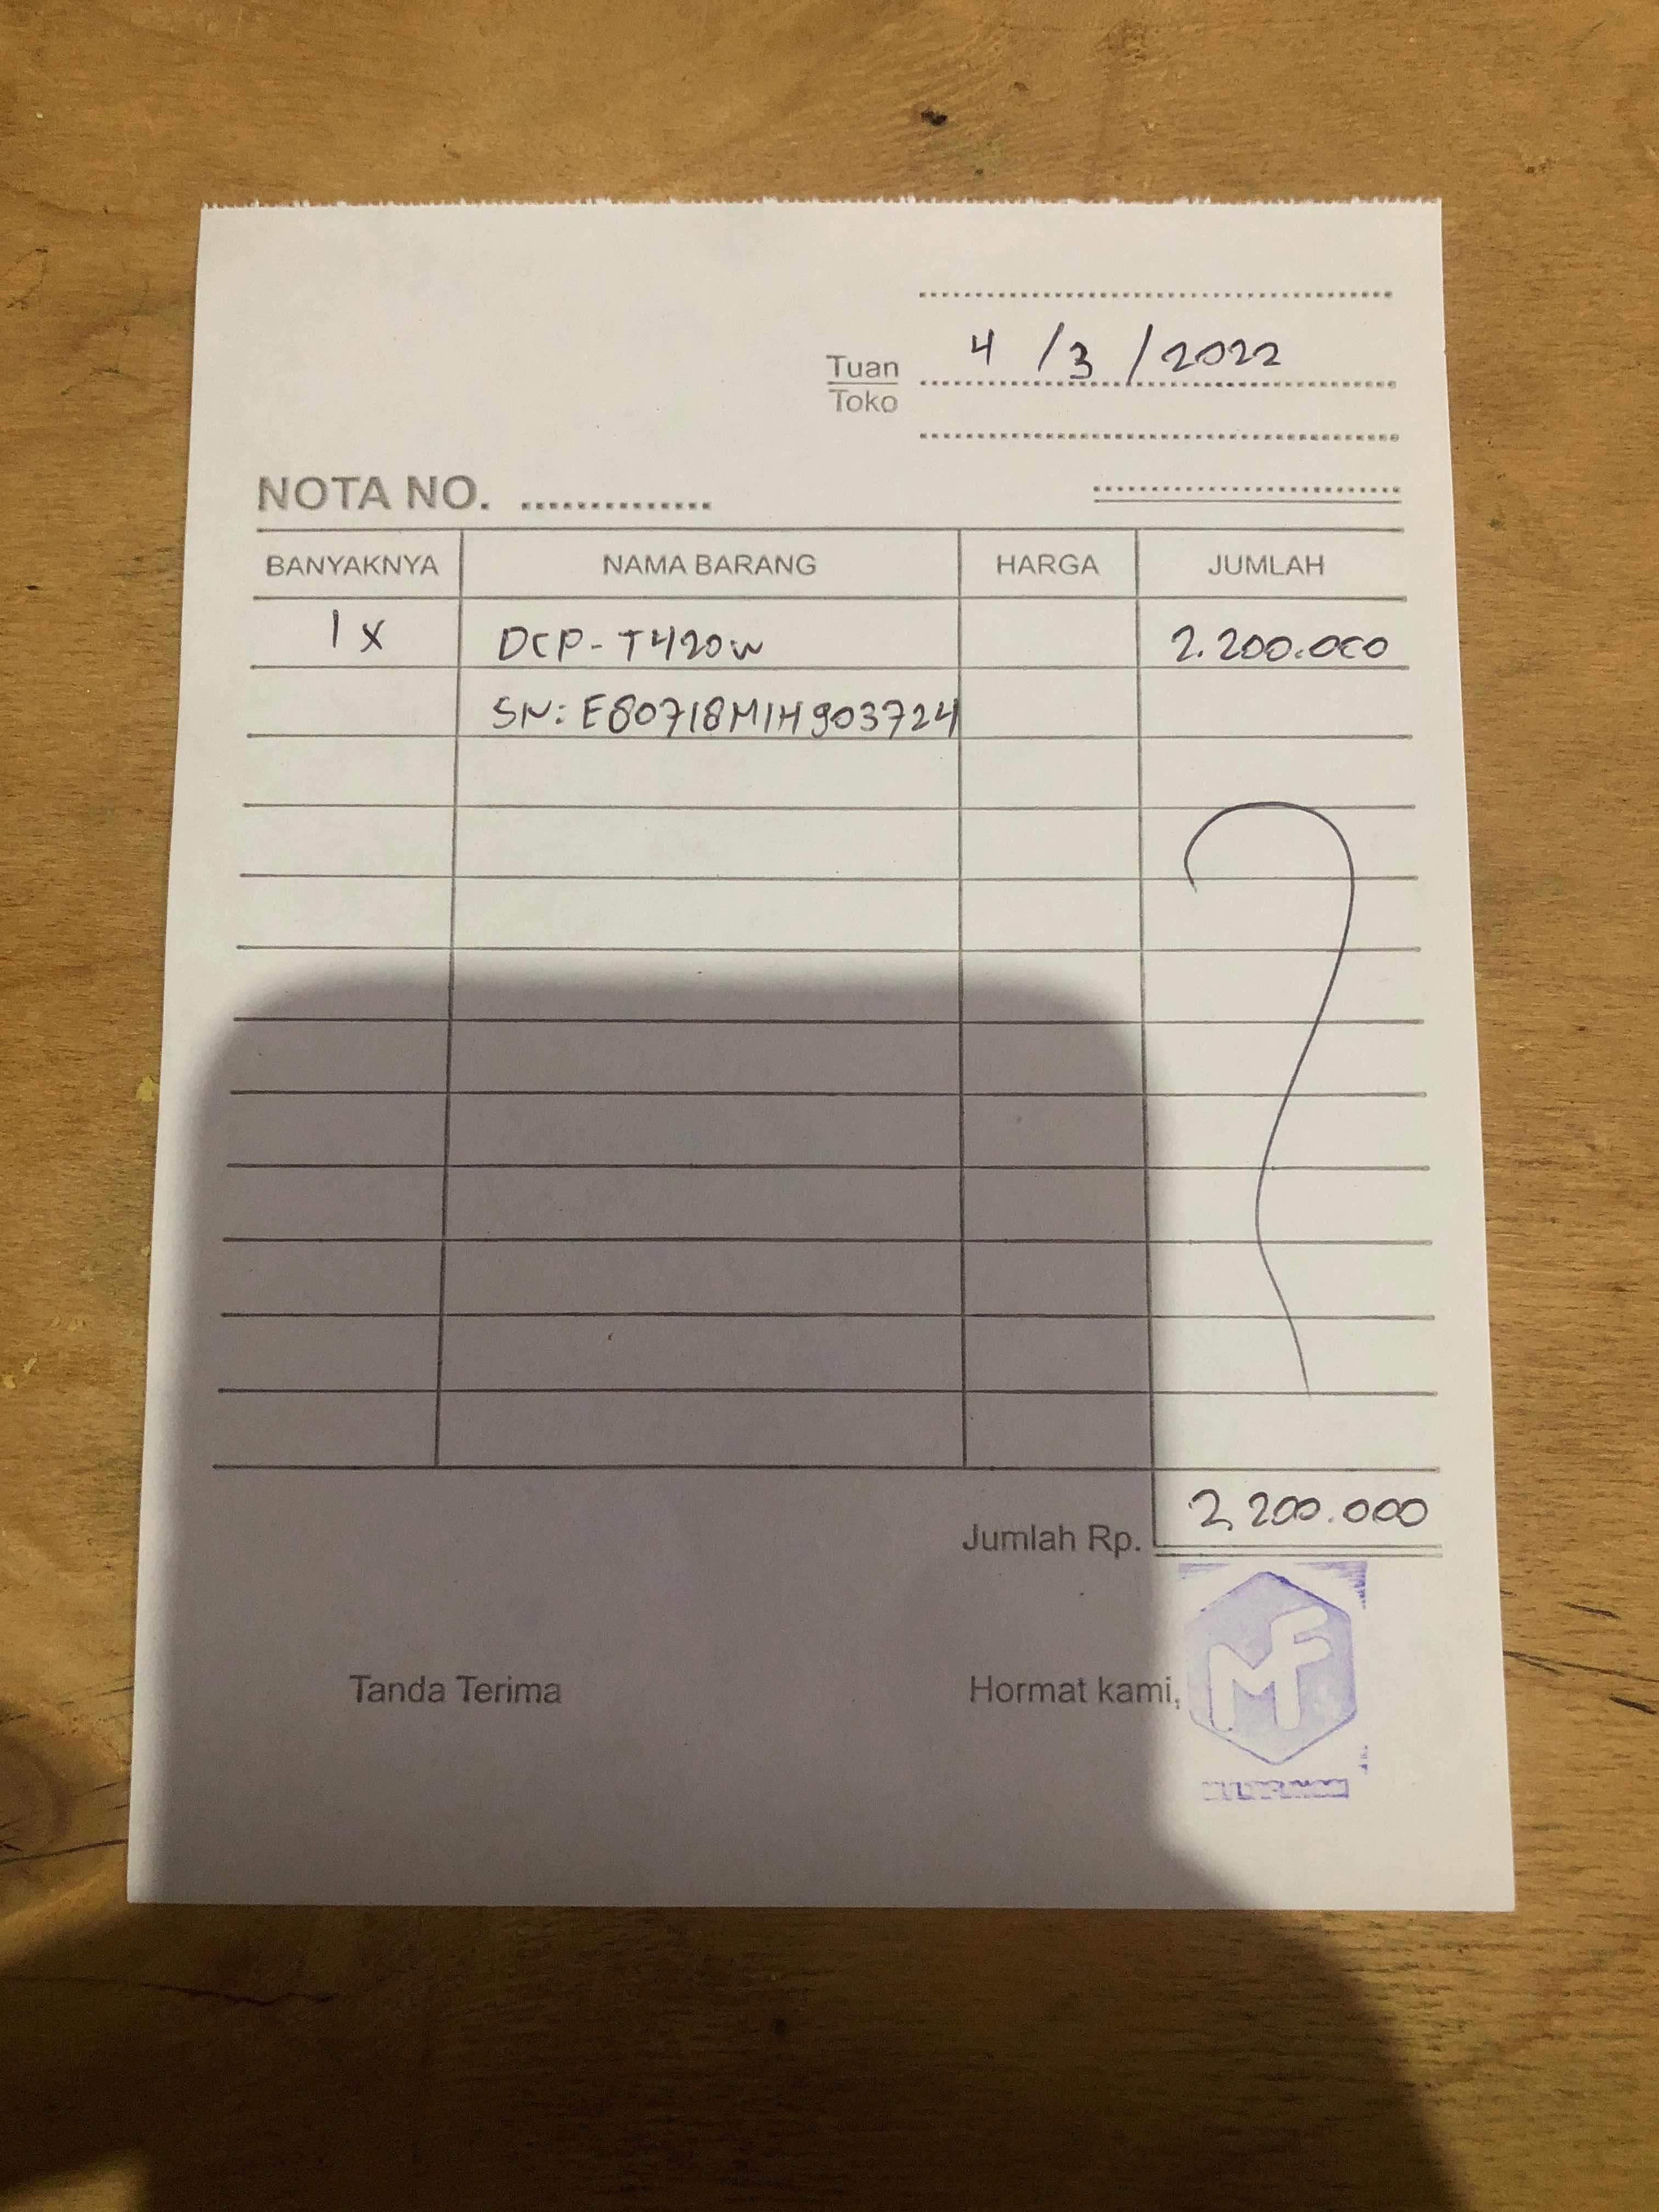 4/3/2022
Tuan
Toko
NOTA NO.
BANYAKNYA NAMA BARANG HARGA JUMLAH
1x DCP-T420W 2.200.000
SN: E80718M1H903724
Jumlah Rp. 2.200.000
Tanda Terima Hormat kami,
MF